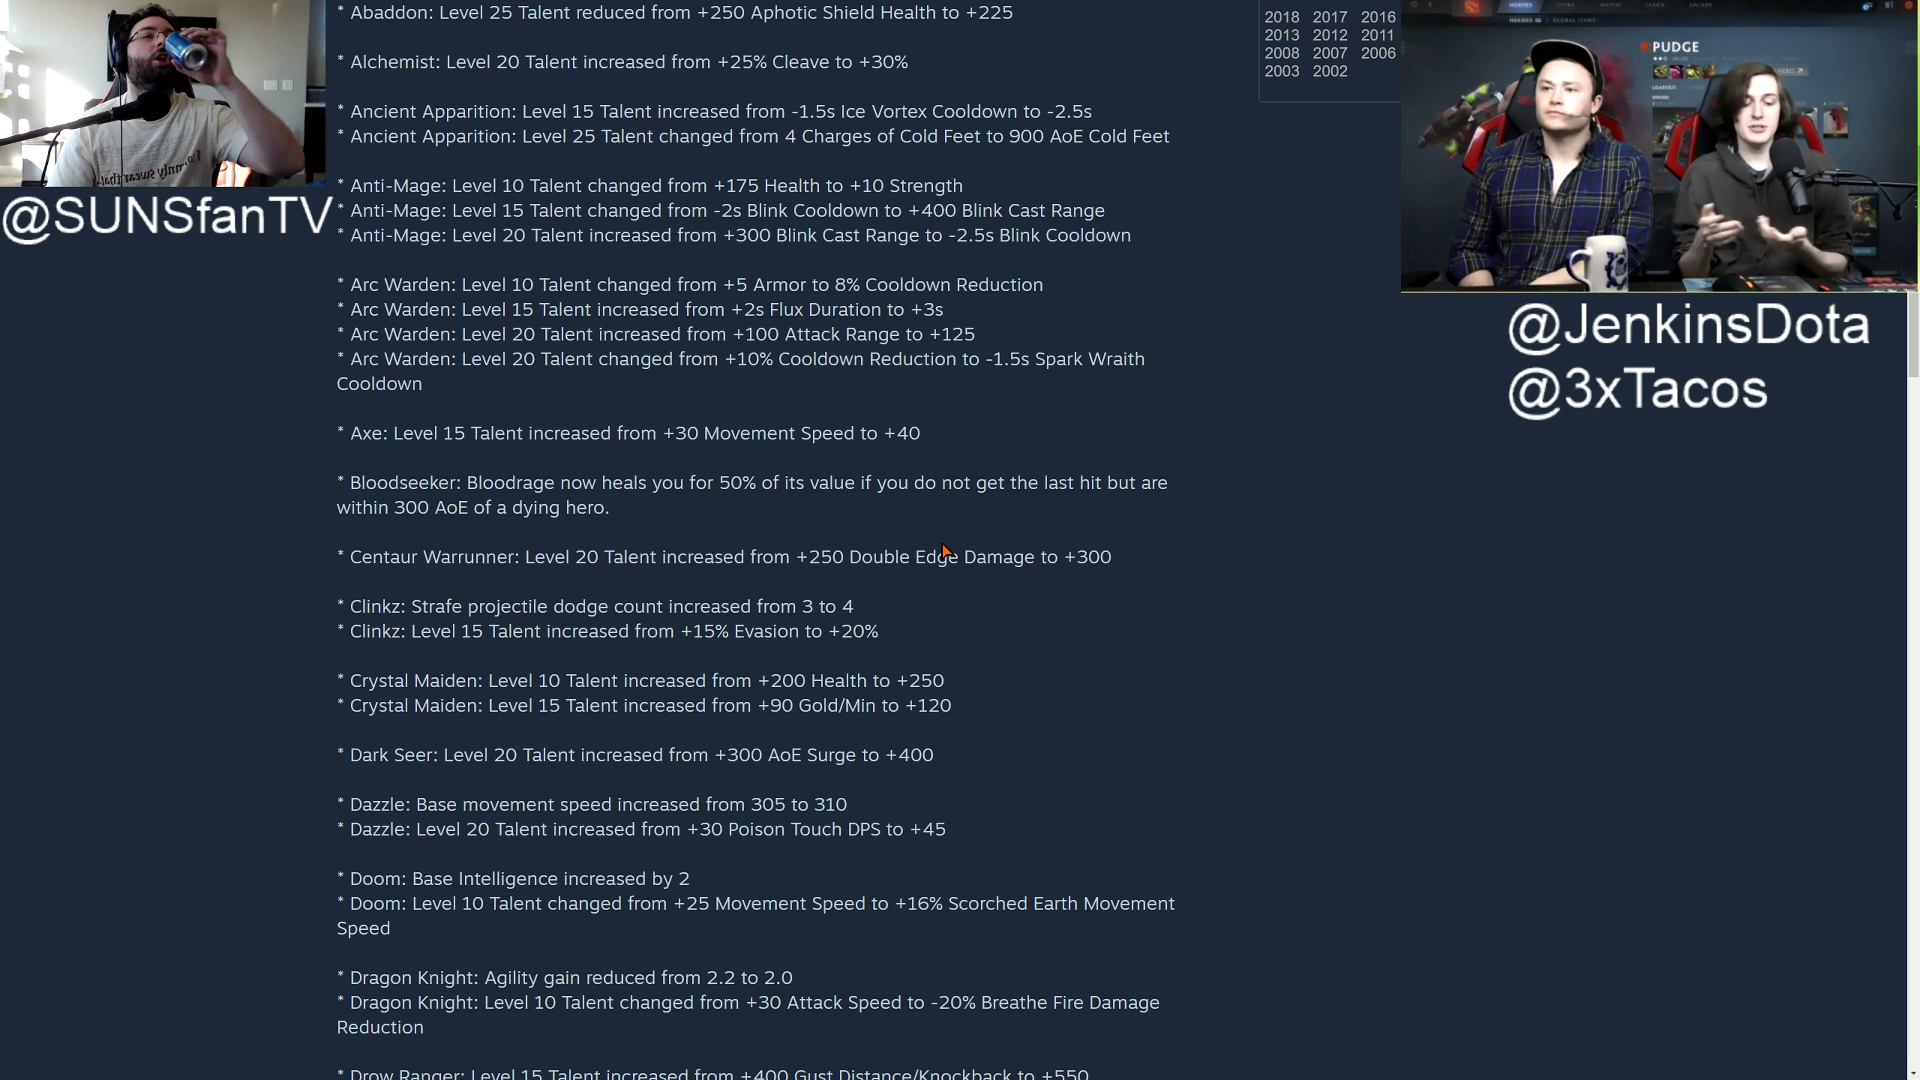 * Abaddon: Level 25 Talent reduced from +250 Aphotic Shield Health to +225
* Alchemist: Level 20 Talent increased from +25% Cleave to +30%
* Ancient Apparition: Level 15 Talent increased from -1.5s Ice Vortex Cooldown to -2.5s
* Ancient Apparition: Level 25 Talent changed from 4 Charges of Cold Feet to 900 AoE Cold Feet
* Anti-Mage: Level 10 Talent changed from +175 Health to +10 Strength
* Anti-Mage: Level 15 Talent changed from -2s Blink Cooldown to +400 Blink Cast Range
* Anti-Mage: Level 20 Talent increased from +300 Blink Cast Range to -2.5s Blink Cooldown
* Arc Warden: Level 10 Talent changed from +5 Armor to 8% Cooldown Reduction
* Arc Warden: Level 15 Talent increased from +2s Flux Duration to +3s
* Arc Warden: Level 20 Talent increased from +100 Attack Range to +125
* Arc Warden: Level 20 Talent changed from +10% Cooldown Reduction to -1.5s Spark Wraith
Cooldown
* Axe: Level 15 Talent increased from +30 Movement Speed to +40
* Bloodseeker: Bloodrage now heals you for 50% of its value if you do not get the last hit but are
within 300 AoE of a dying hero.
* Centaur Warrunner: Level 20 Talent increased from +250 Double Edge Damage to +300
* Clinkz: Strafe projectile dodge count increased from 3 to 4
* Clinkz: Level 15 Talent increased from +15% Evasion to +20%
* Crystal Maiden: Level 10 Talent increased from +200 Health to +250
* Crystal Maiden: Level 15 Talent increased from +90 Gold/Min to +120
* Dark Seer: Level 20 Talent increased from +300 AoE Surge to +400
* Dazzle: Base movement speed increased from 305 to 310
* Dazzle: Level 20 Talent increased from +30 Poison Touch DPS to +45
* Doom: Base Intelligence increased by 2
* Doom: Level 10 Talent changed from +25 Movement Speed to +16% Scorched Earth Movement
Speed
* Dragon Knight: Agility gain reduced from 2.2 to 2.0
* Dragon Knight: Level 10 Talent changed from +30 Attack Speed to -20% Breathe Fire Damage
Reduction
* Drow Ranger: Level 15 Talent increased from +400 Gust Distance/Knockback to +550
@SUNSfanTV
2018 2017 2016
2013 2012 2011
2008 2007 2006
2003 2002
HEROES
PUDGE
@JenkinsDota
@3xTacos